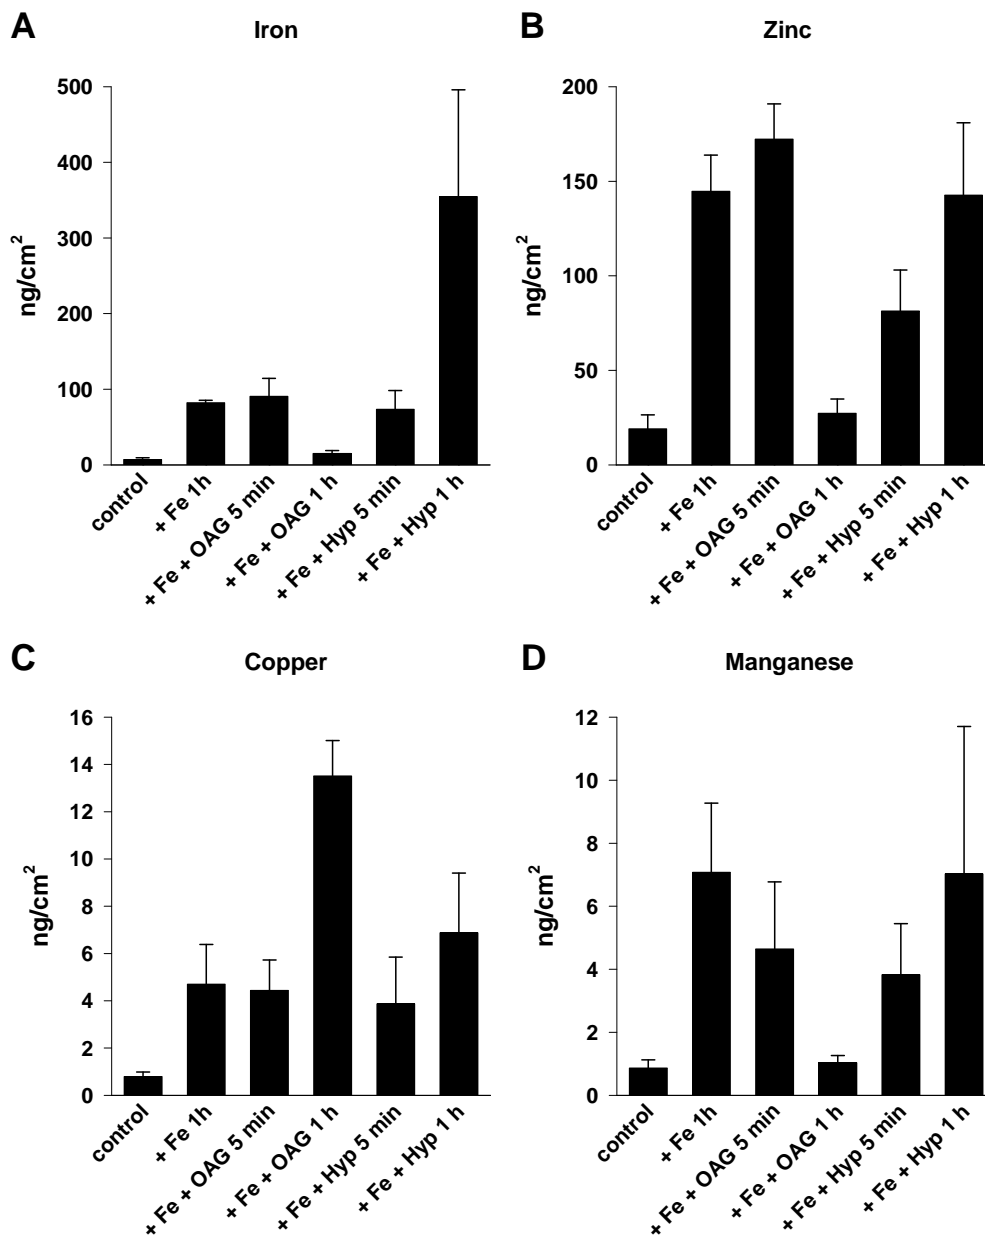 A
Iron
500
400
300
200
100
0
ng/cm²
control
+ Fe 1h
+ Fe + OAG 5 min
+ Fe + OAG 1 h
+ Fe + Hyp 5 min
+ Fe + Hyp 1 h
B
Zinc
200
150
100
50
0
ng/cm²
control
+ Fe 1h
+ Fe + OAG 5 min
+ Fe + OAG 1 h
+ Fe + Hyp 5 min
+ Fe + Hyp 1 h
C
Copper
16
14
12
10
8
6
4
2
0
ng/cm²
control
+ Fe 1h
+ Fe + OAG 5 min
+ Fe + OAG 1 h
+ Fe + Hyp 5 min
+ Fe + Hyp 1 h
D
Manganese
12
10
8
6
4
2
0
ng/cm²
control
+ Fe 1h
+ Fe + OAG 5 min
+ Fe + OAG 1 h
+ Fe + Hyp 5 min
+ Fe + Hyp 1 h